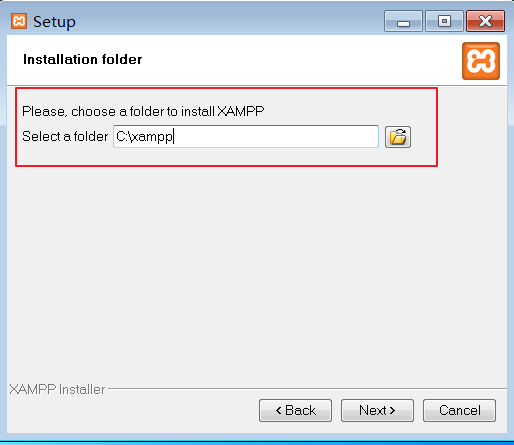 Setup
Installation folder
Please, choose a folder to install XAMPP
Select a folder C:\xampp
XAMPP Installer
< Back Next > Cancel